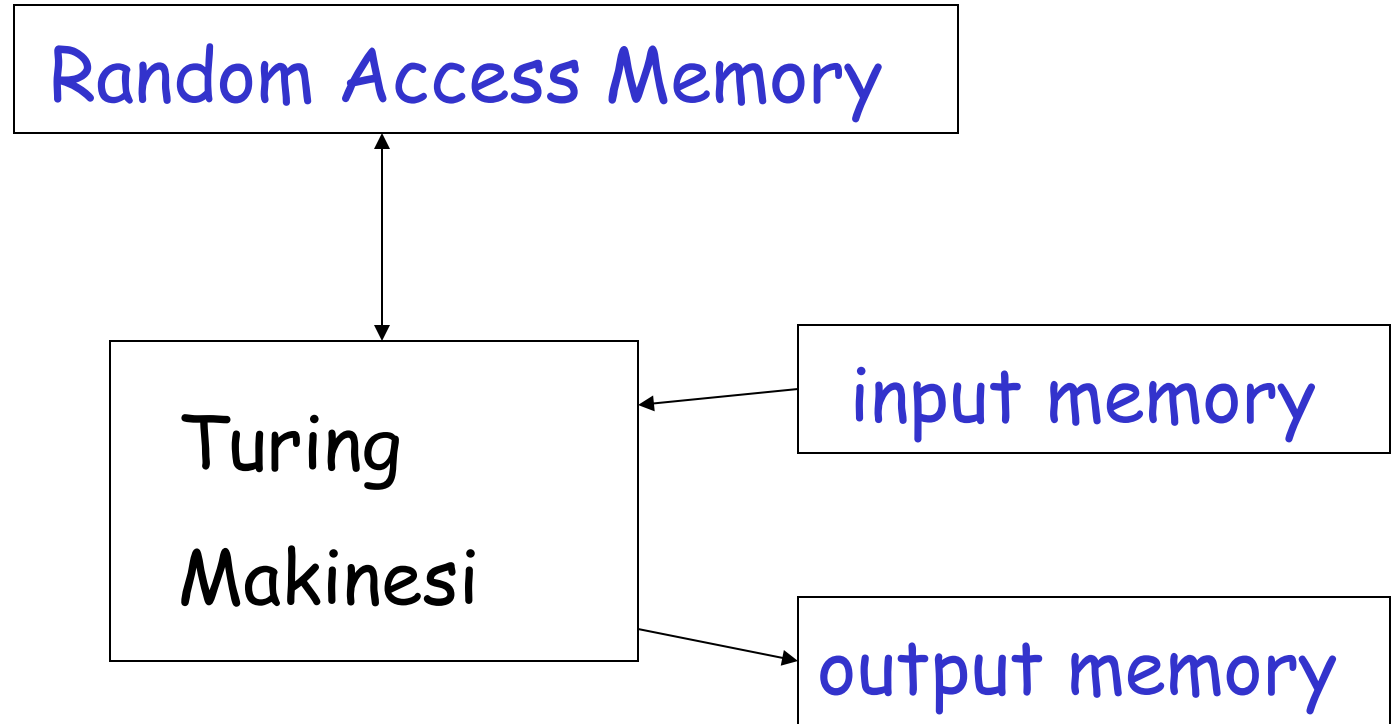 Random Access Memory
input memory
Turing
Makinesi
output memory